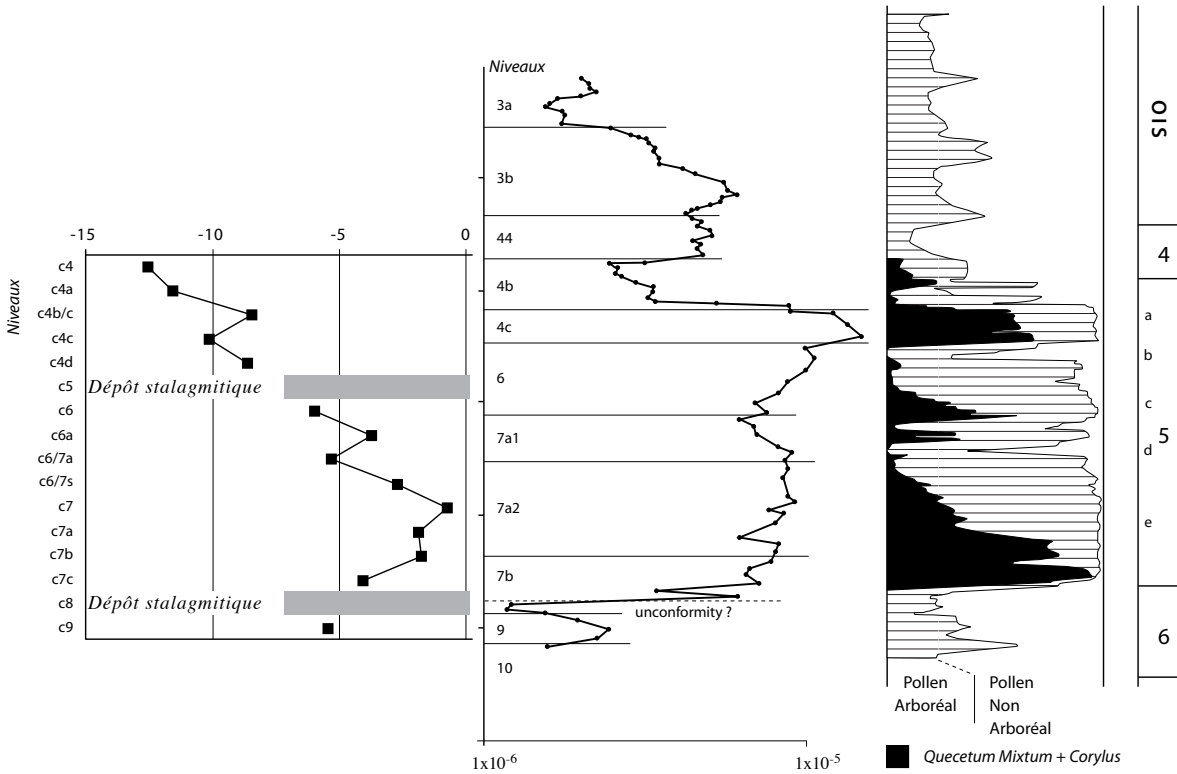 -15 -10 -5 0
Niveaux
c4
c4a
c4b/c
c4c
c4d
c5 Dépôt stalagmitique
c6
c6a
c6/7a
c6/7s
c7
c7a
c7b
c7c
c8 Dépôt stalagmitique
c9
Niveaux
3a
3b
44
4b
4c
6
7a1
7a2
7b
unconformity ?
9
10
1x10-6 1x10-5
Pollen Arboréal
Pollen Non Arboréal
Quecetum Mixtum + Corylus
OIS
4
a
b
c
5
d
e
6